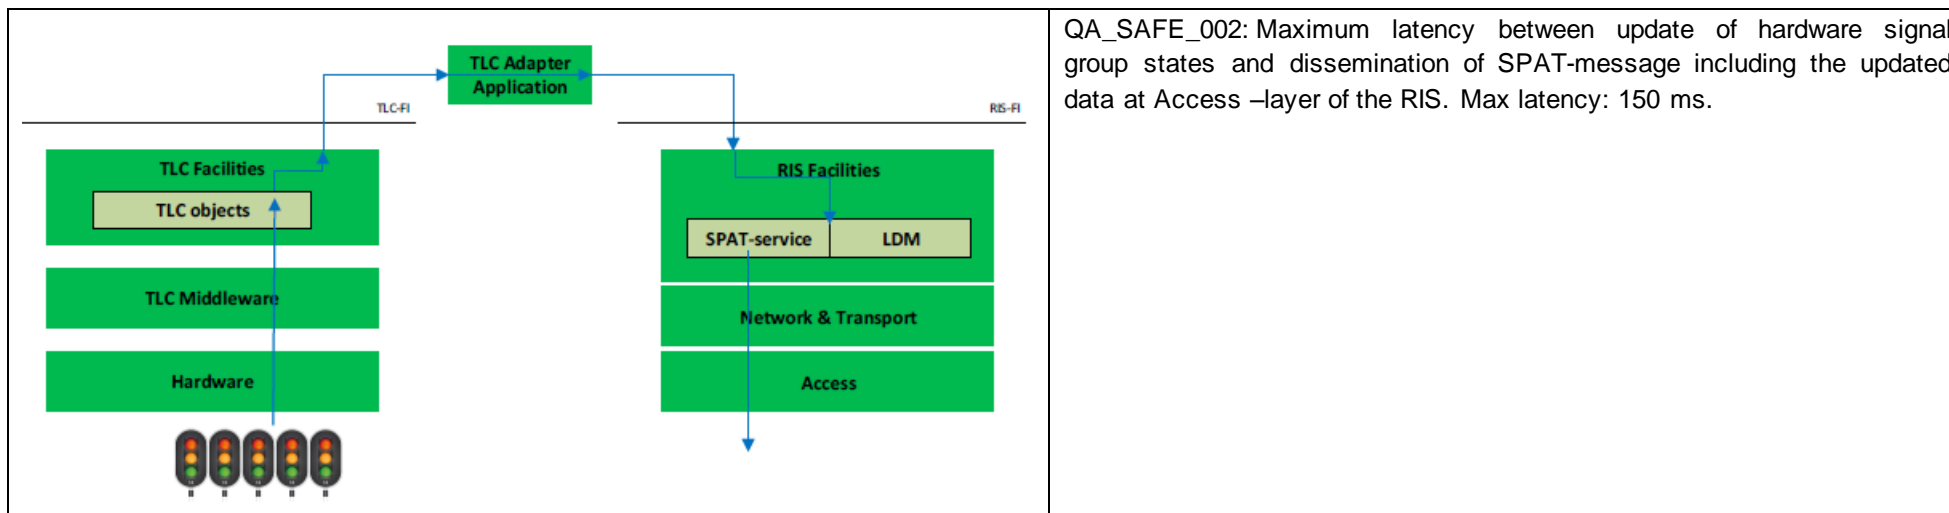 TLC Adapter
Application
TLC-FI
RIS-FI
TLC Facilities
TLC objects
TLC Middleware
Hardware
RIS Facilities
SPAT-service
LDM
Network & Transport
Access
QA_SAFE_002: Maximum latency between update of hardware signal
group states and dissemination of SPAT-message including the updated
data at Access –layer of the RIS. Max latency: 150 ms.